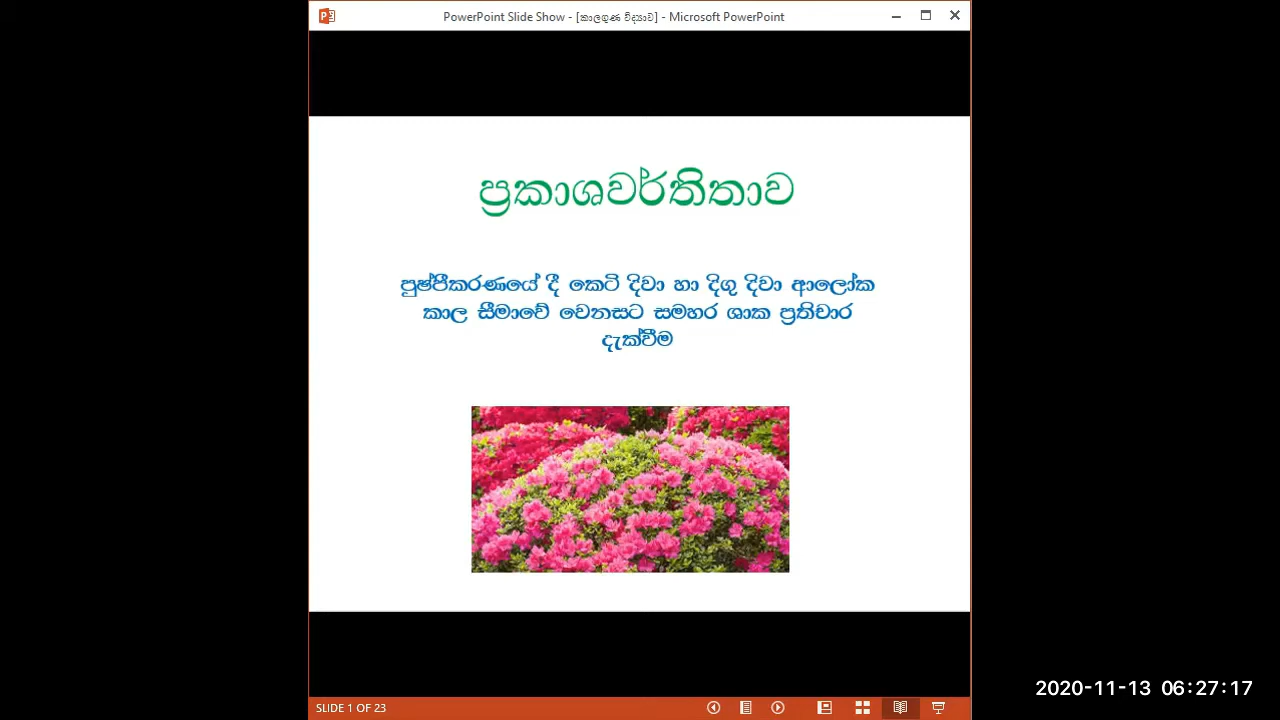 PowerPoint Slide Show - [කාලගුණ විද්‍යාව] - Microsoft PowerPoint
ප්‍රකාශවර්තිතාව
පුෂ්පීකරණයේ දී කෙටි දිවා හා දිගු දිවා ආලෝක
කාල සීමාවේ වෙනසට සමහර ශාක ප්‍රතිචාර
දැක්වීම
2020-11-13 06:27:17
SLIDE 1 OF 23